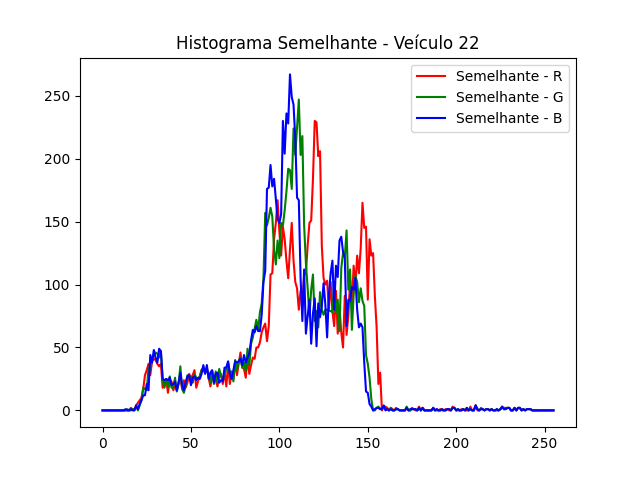 Histograma Semelhante - Veículo 22
Semelhante - R
Semelhante - G
Semelhante - B
250
200
150
100
50
0
0 50 100 150 200 250